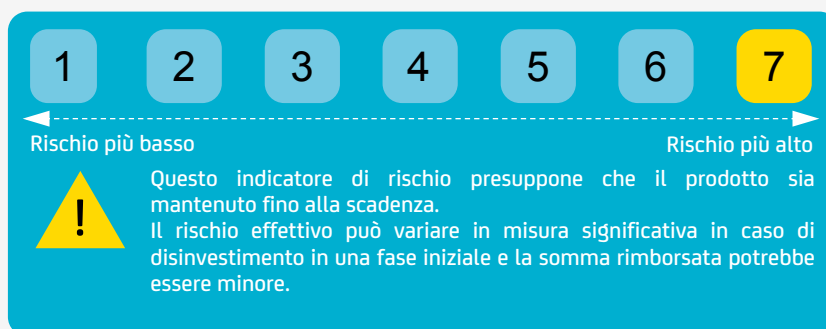 1 2 3 4 5 6 7
Rischio più basso Rischio più alto
!
Questo indicatore di rischio presuppone che il prodotto sia
mantenuto fino alla scadenza.
Il rischio effettivo può variare in misura significativa in caso di
disinvestimento in una fase iniziale e la somma rimborsata potrebbe
essere minore.